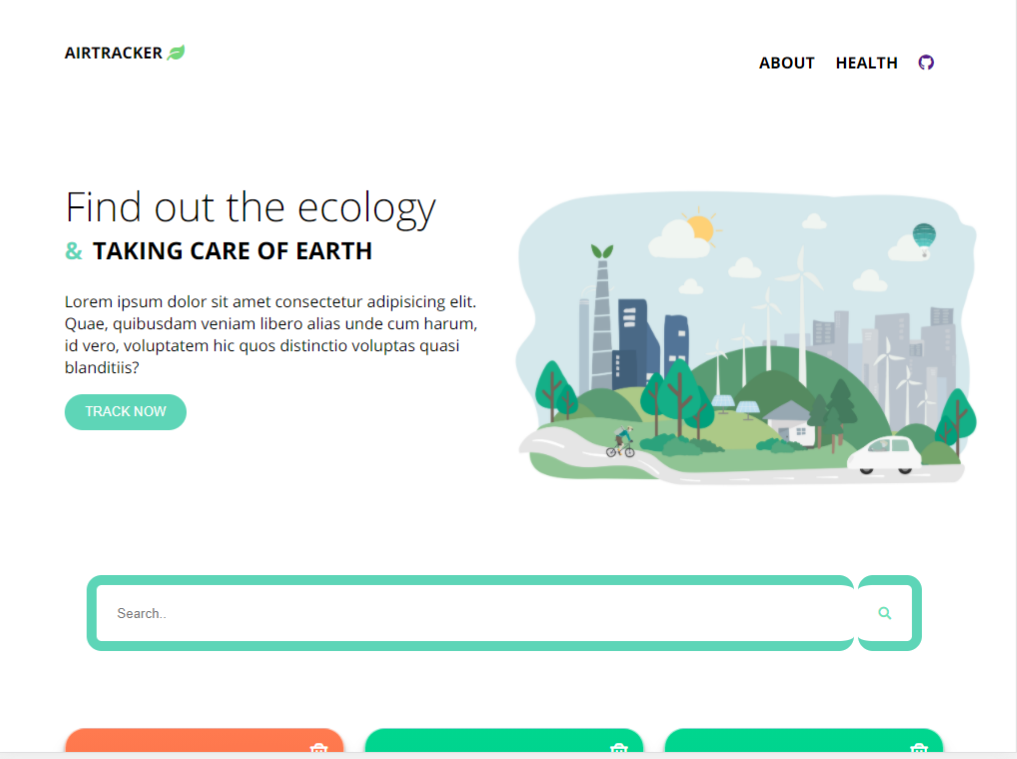 AIRTRACKER
ABOUT HEALTH
Find out the ecology
& TAKING CARE OF EARTH
Lorem ipsum dolor sit amet consectetur adipisicing elit.
Quae, quibusdam veniam libero alias unde cum harum,
id vero, voluptatem hic quos distinctio voluptas quasi
blanditiis?
TRACK NOW
Search..